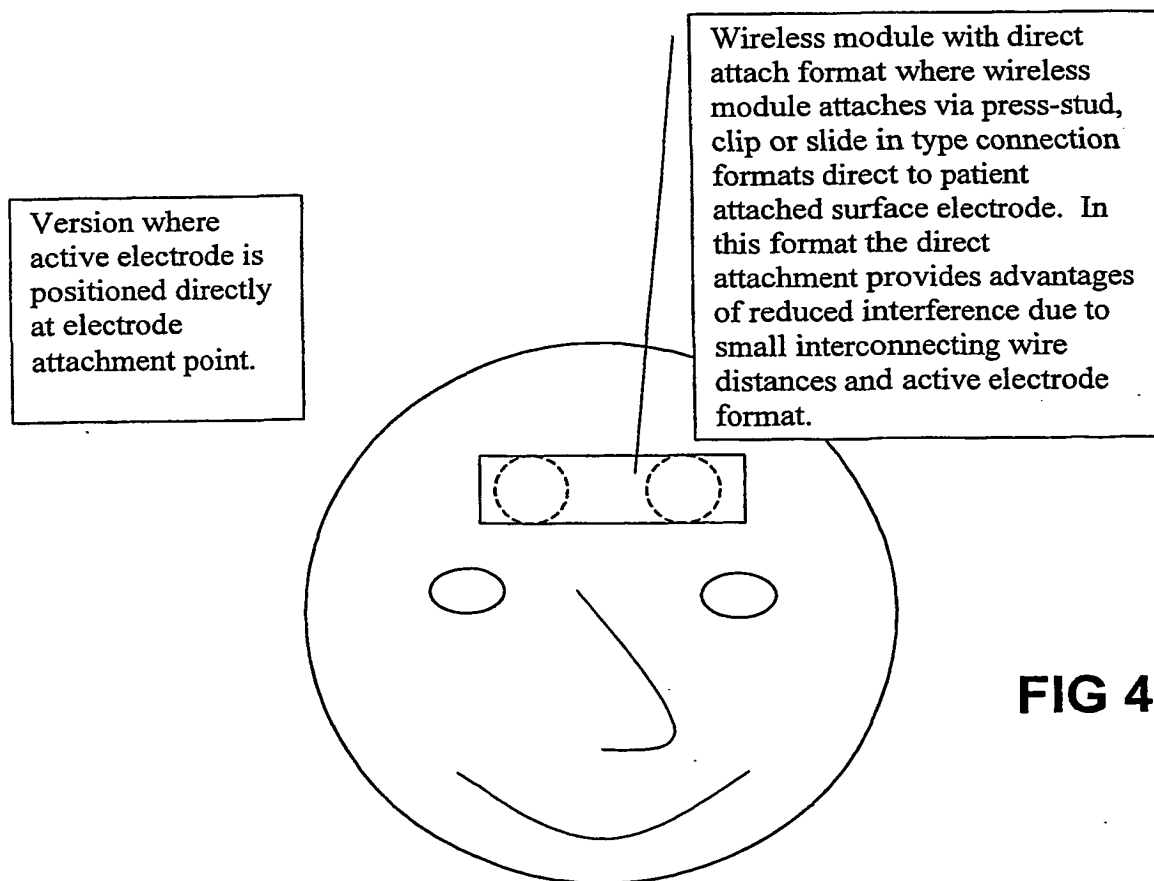 Wireless module with direct
attach format where wireless
module attaches via press-stud,
clip or slide in type connection
formats direct to patient
attached surface electrode. In
this format the direct
attachment provides advantages
of reduced interference due to
small interconnecting wire
distances and active electrode
format.
Version where
active electrode is
positioned directly
at electrode
attachment point.
FIG 4